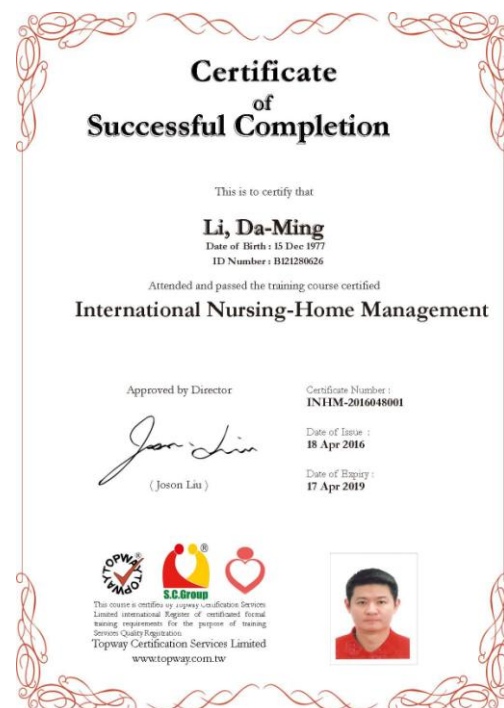 Certificate
of
Successful Completion
This is to certify that
Li, Da-Ming
Date of Birth : 15 Dec 1977
ID Number : B121280626
Attended and passed the training course certified
International Nursing-Home Management
Approved by Director
( Joson Liu )
Certificate Number :
INHM-2016048001
Date of Issue :
18 Apr 2016
Date of Expiry :
17 Apr 2019
TOPWAY TOPWAY
S.C.Group
This course is certified by Topway Certification Services
Limited international Register of certificated formal
training requirements for the purpose of training
Services Quality Registration
Topway Certification Services Limited
www.topway.com.tw